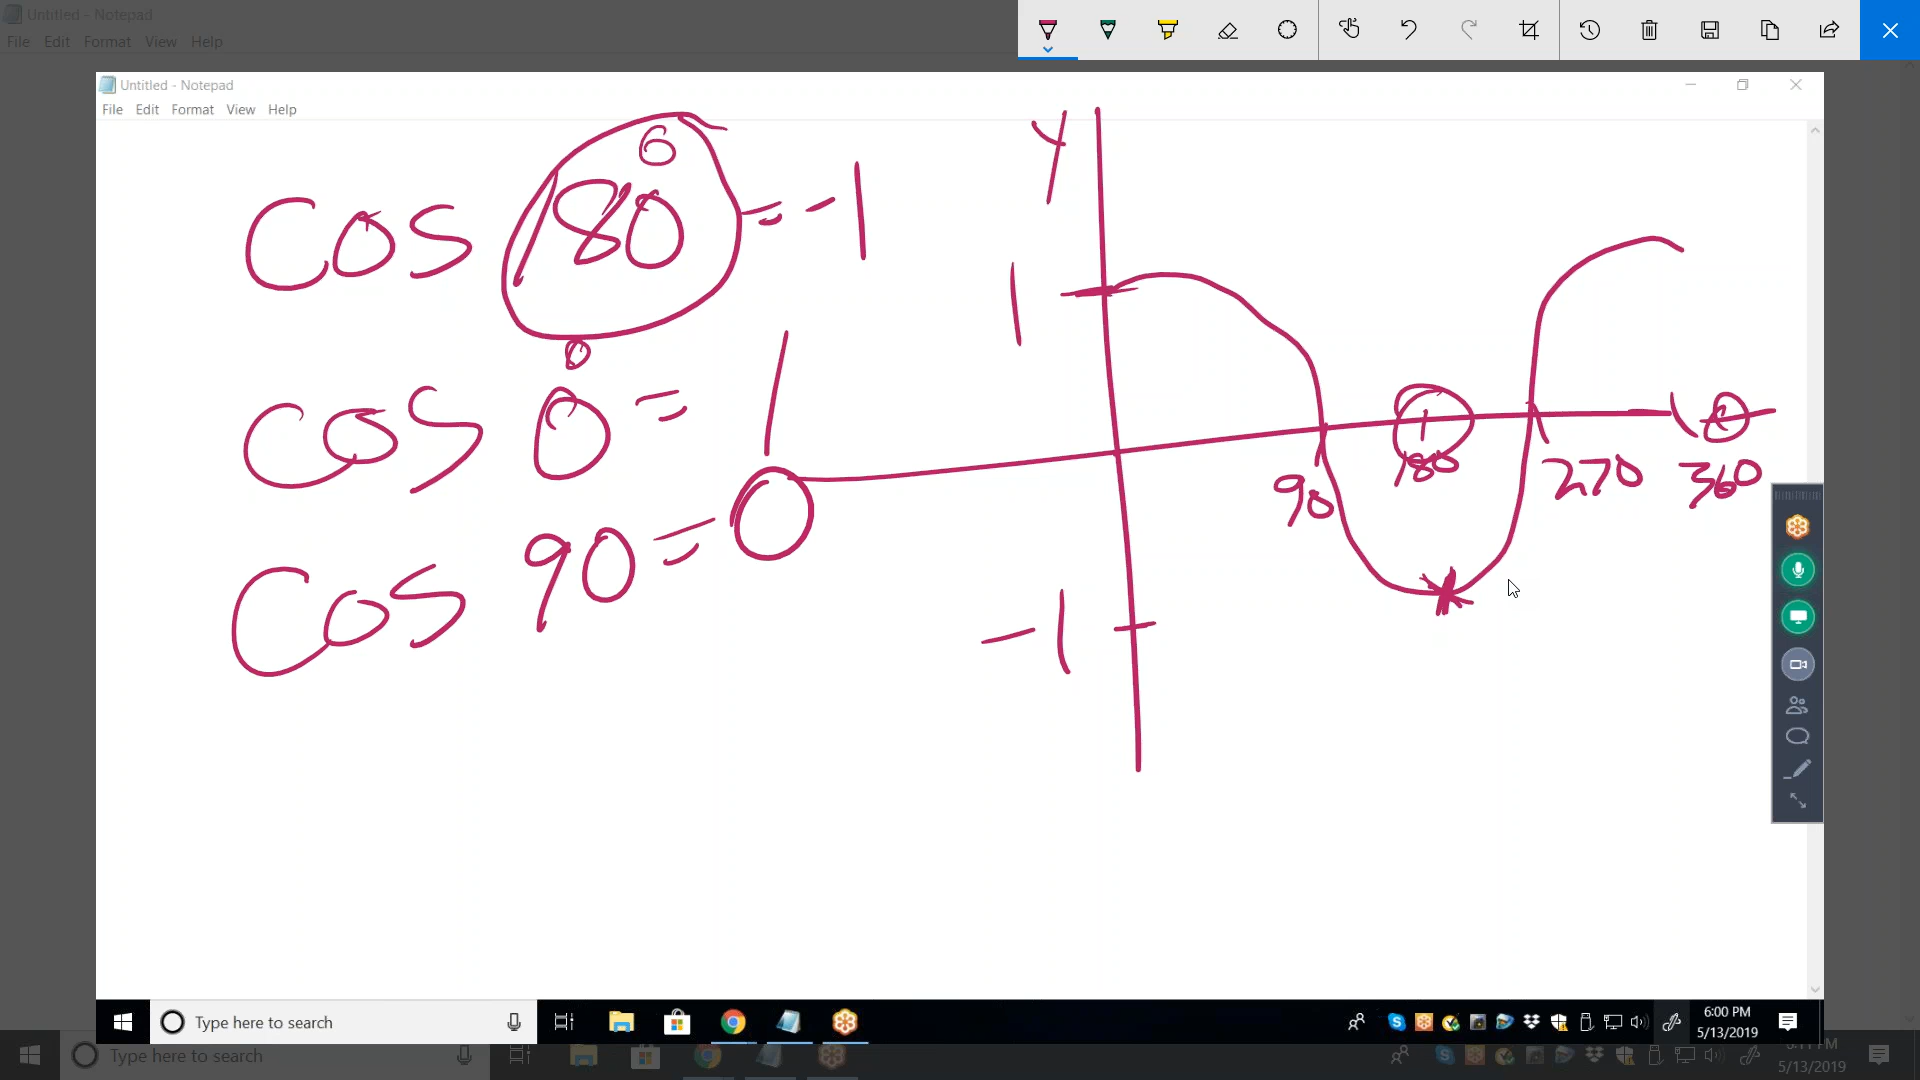 Untitled - Notepad
File Edit Format View Help
Untitled - Notepad
File Edit Format View Help
cos 180° = -1
cos 0° = 1
cos 90 = 0
y
1
-1
90 180 270 360
Type here to search
6:00 PM
5/13/2019
Type here to search
PM
5/13/2019